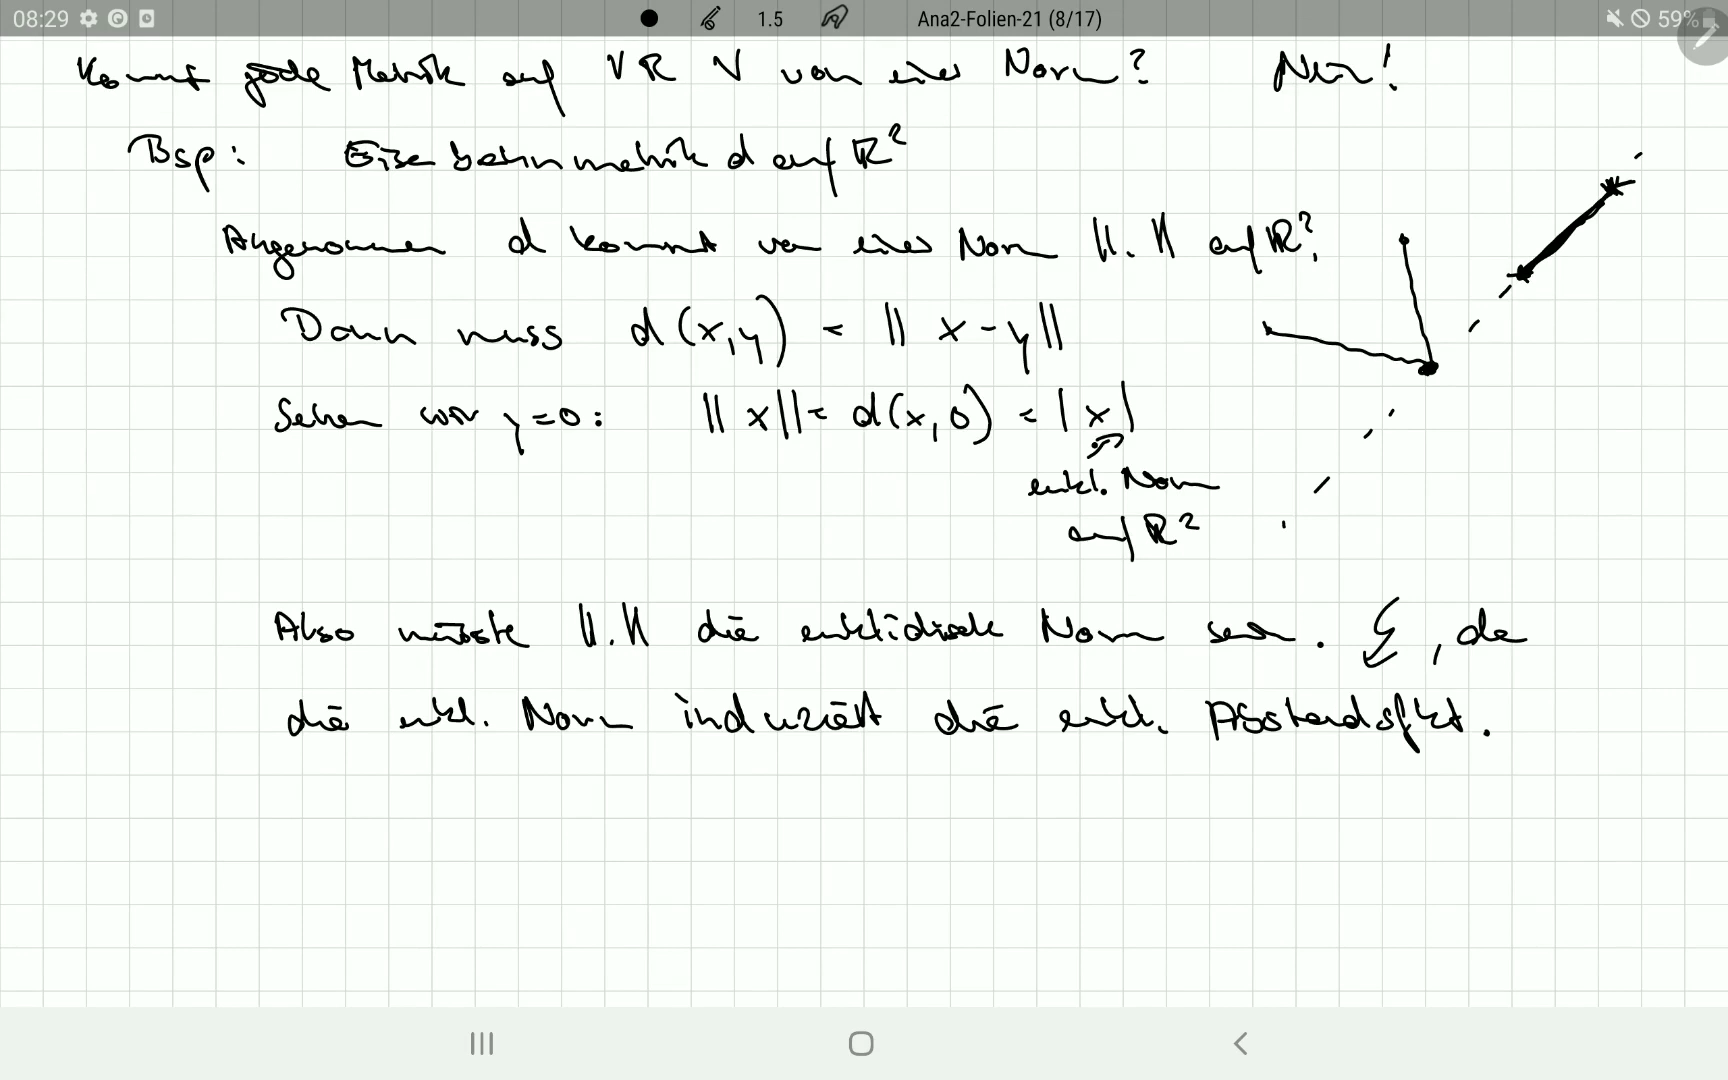 08:29 1.5 Ana2-Folien-21 (8/17) 59%
Kommt jede Metrik auf VR V von einer Norm? Nein!
Bsp: Eisenbahnmetrik d auf ℝ²
Angenommen d kommt von einer Norm ‖.‖ auf ℝ²,
Dann muss d(x,y) = ‖x-y‖
Sehen wir y=0: ‖x‖ = d(x,0) = |x|
eukl. Norm
auf ℝ²
Also müsste ‖.‖ die euklidische Norm sein. ↯, da
die eukl. Norm induziert die eukl. Abstandsfkt.